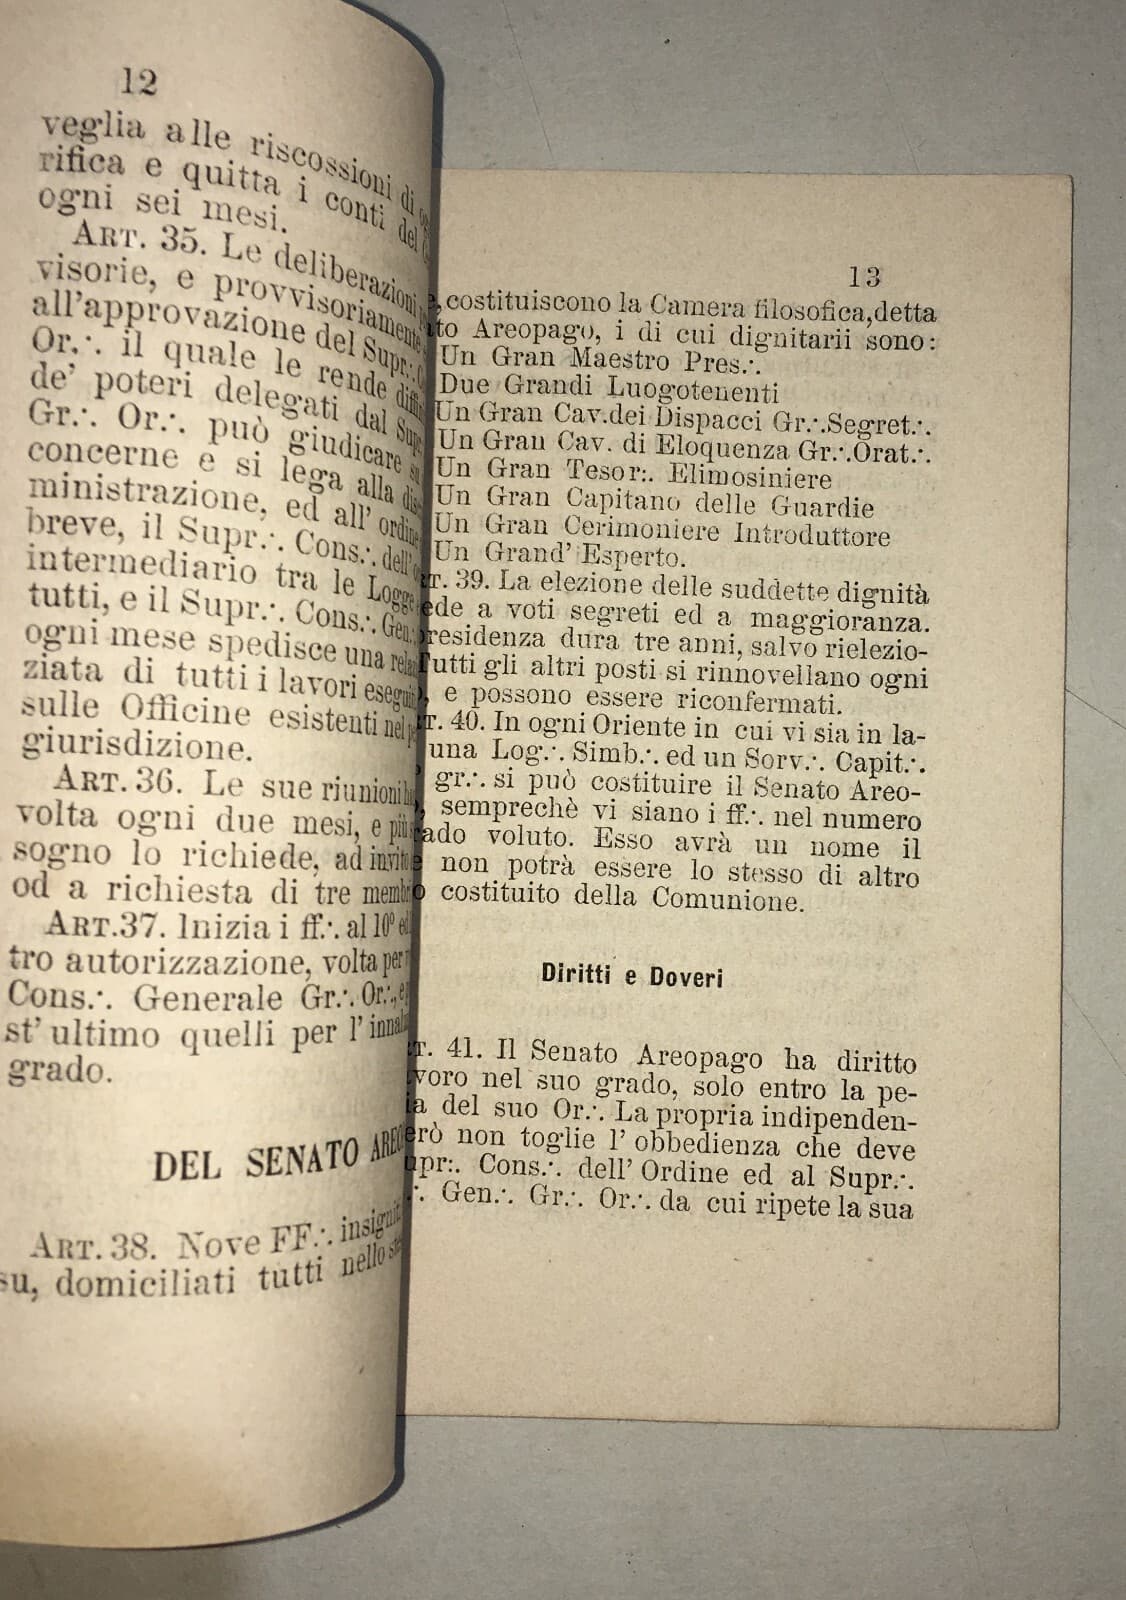 12
veglia alle riscossioni di
rifica e quitta i conti del
ogni sei mesi.
ART. 35. Le deliberazioni
visorie, e provvisoriamente
all'approvazione del Supr.·.
Or.·. il quale le rende
de' poteri delegati dal
Gr.·. Or.·. può giudicare
concerne e si lega alla
ministrazione, ed all' ordine
breve, il Supr.·. Cons.·. dell'
intermediario tra le Logge
tutti, e il Supr.·. Cons.·. Gen.·.
ogni mese spedisce una
ziata di tutti i lavori
sulle Officine esistenti nel
giurisdizione.
ART. 36. Le sue riunioni
volta ogni due mesi, e più
sogno lo richiede, ad invito
od a richiesta di tre
ART.37. Inizia i ff.·. al 10º ed
tro autorizzazione, volta per
Cons.·. Generale Gr.·. Or.·.,
st' ultimo quelli per l'
grado.
DEL SENATO
ART. 38. Nove FF.·.
su, domiciliati tutti nello
13
costituiscono la Camera filosofica,detta
to Areopago, i di cui dignitarii sono:
Un Gran Maestro Pres.·.
Due Grandi Luogotenenti
Un Gran Cav.dei Dispacci Gr.·.Segret.·.
Un Gran Cav. di Eloquenza Gr.·.Orat.·.
Un Gran Tesor:. Elimosiniere
Un Gran Capitano delle Guardie
Un Gran Cerimoniere Introduttore
Un Grand' Esperto.
T. 39. La elezione delle suddette dignità
ede a voti segreti ed a maggioranza.
residenza dura tre anni, salvo rielezio-
Tutti gli altri posti si rinnovellano ogni
, e possono essere riconfermati.
T. 40. In ogni Oriente in cui vi sia in la-
una Log.·. Simb.·. ed un Sorv.·. Capit.·.
gr.·. si può costituire il Senato Areo-
, semprechè vi siano i ff.·. nel numero
ado voluto. Esso avrà un nome il
non potrà essere lo stesso di altro
costituito della Comunione.
Diritti e Doveri
T. 41. Il Senato Areopago ha diritto
voro nel suo grado, solo entro la pe-
ia del suo Or.·. La propria indipenden-
erò non toglie l' obbedienza che deve
upr:. Cons.·. dell' Ordine ed al Supr.·.
.·. Gen.·. Gr.·. Or.·. da cui ripete la sua